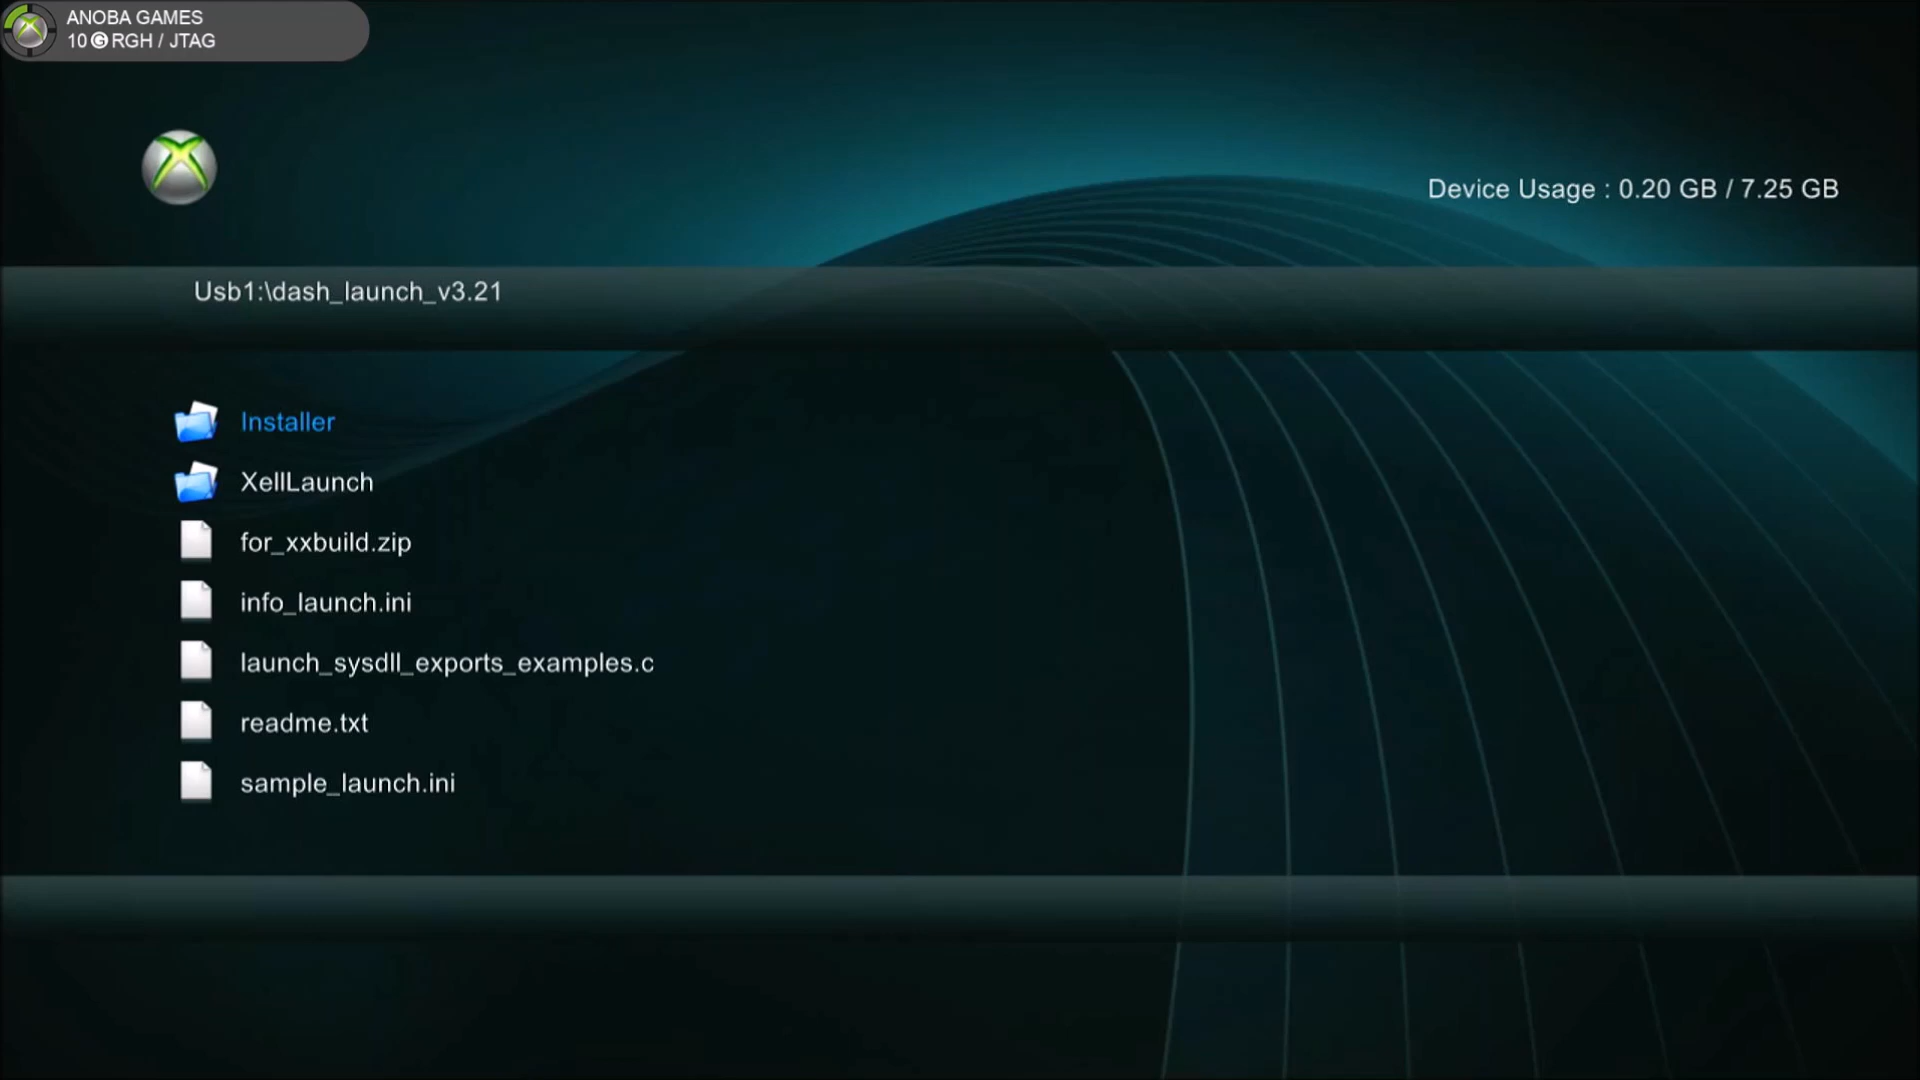 ANOBA GAMES
10 G RGH / JTAG
Device Usage : 0.20 GB / 7.25 GB
Usb1:\dash_launch_v3.21
Installer
XellLaunch
for_xxbuild.zip
info_launch.ini
launch_sysdll_exports_examples.c
readme.txt
sample_launch.ini